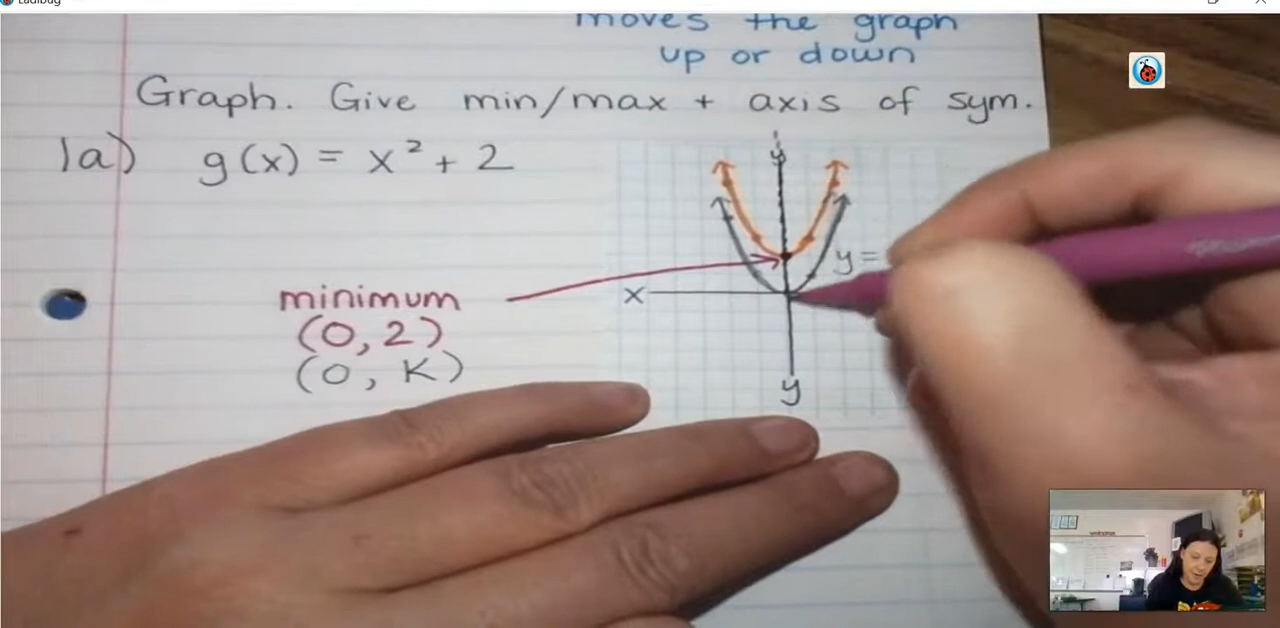 Ladibug
moves the graph
up or down
Graph. Give min/max + axis of sym.
1a) g(x) = x² + 2
y
y =
x
minimum
(0, 2)
(0, K)
y